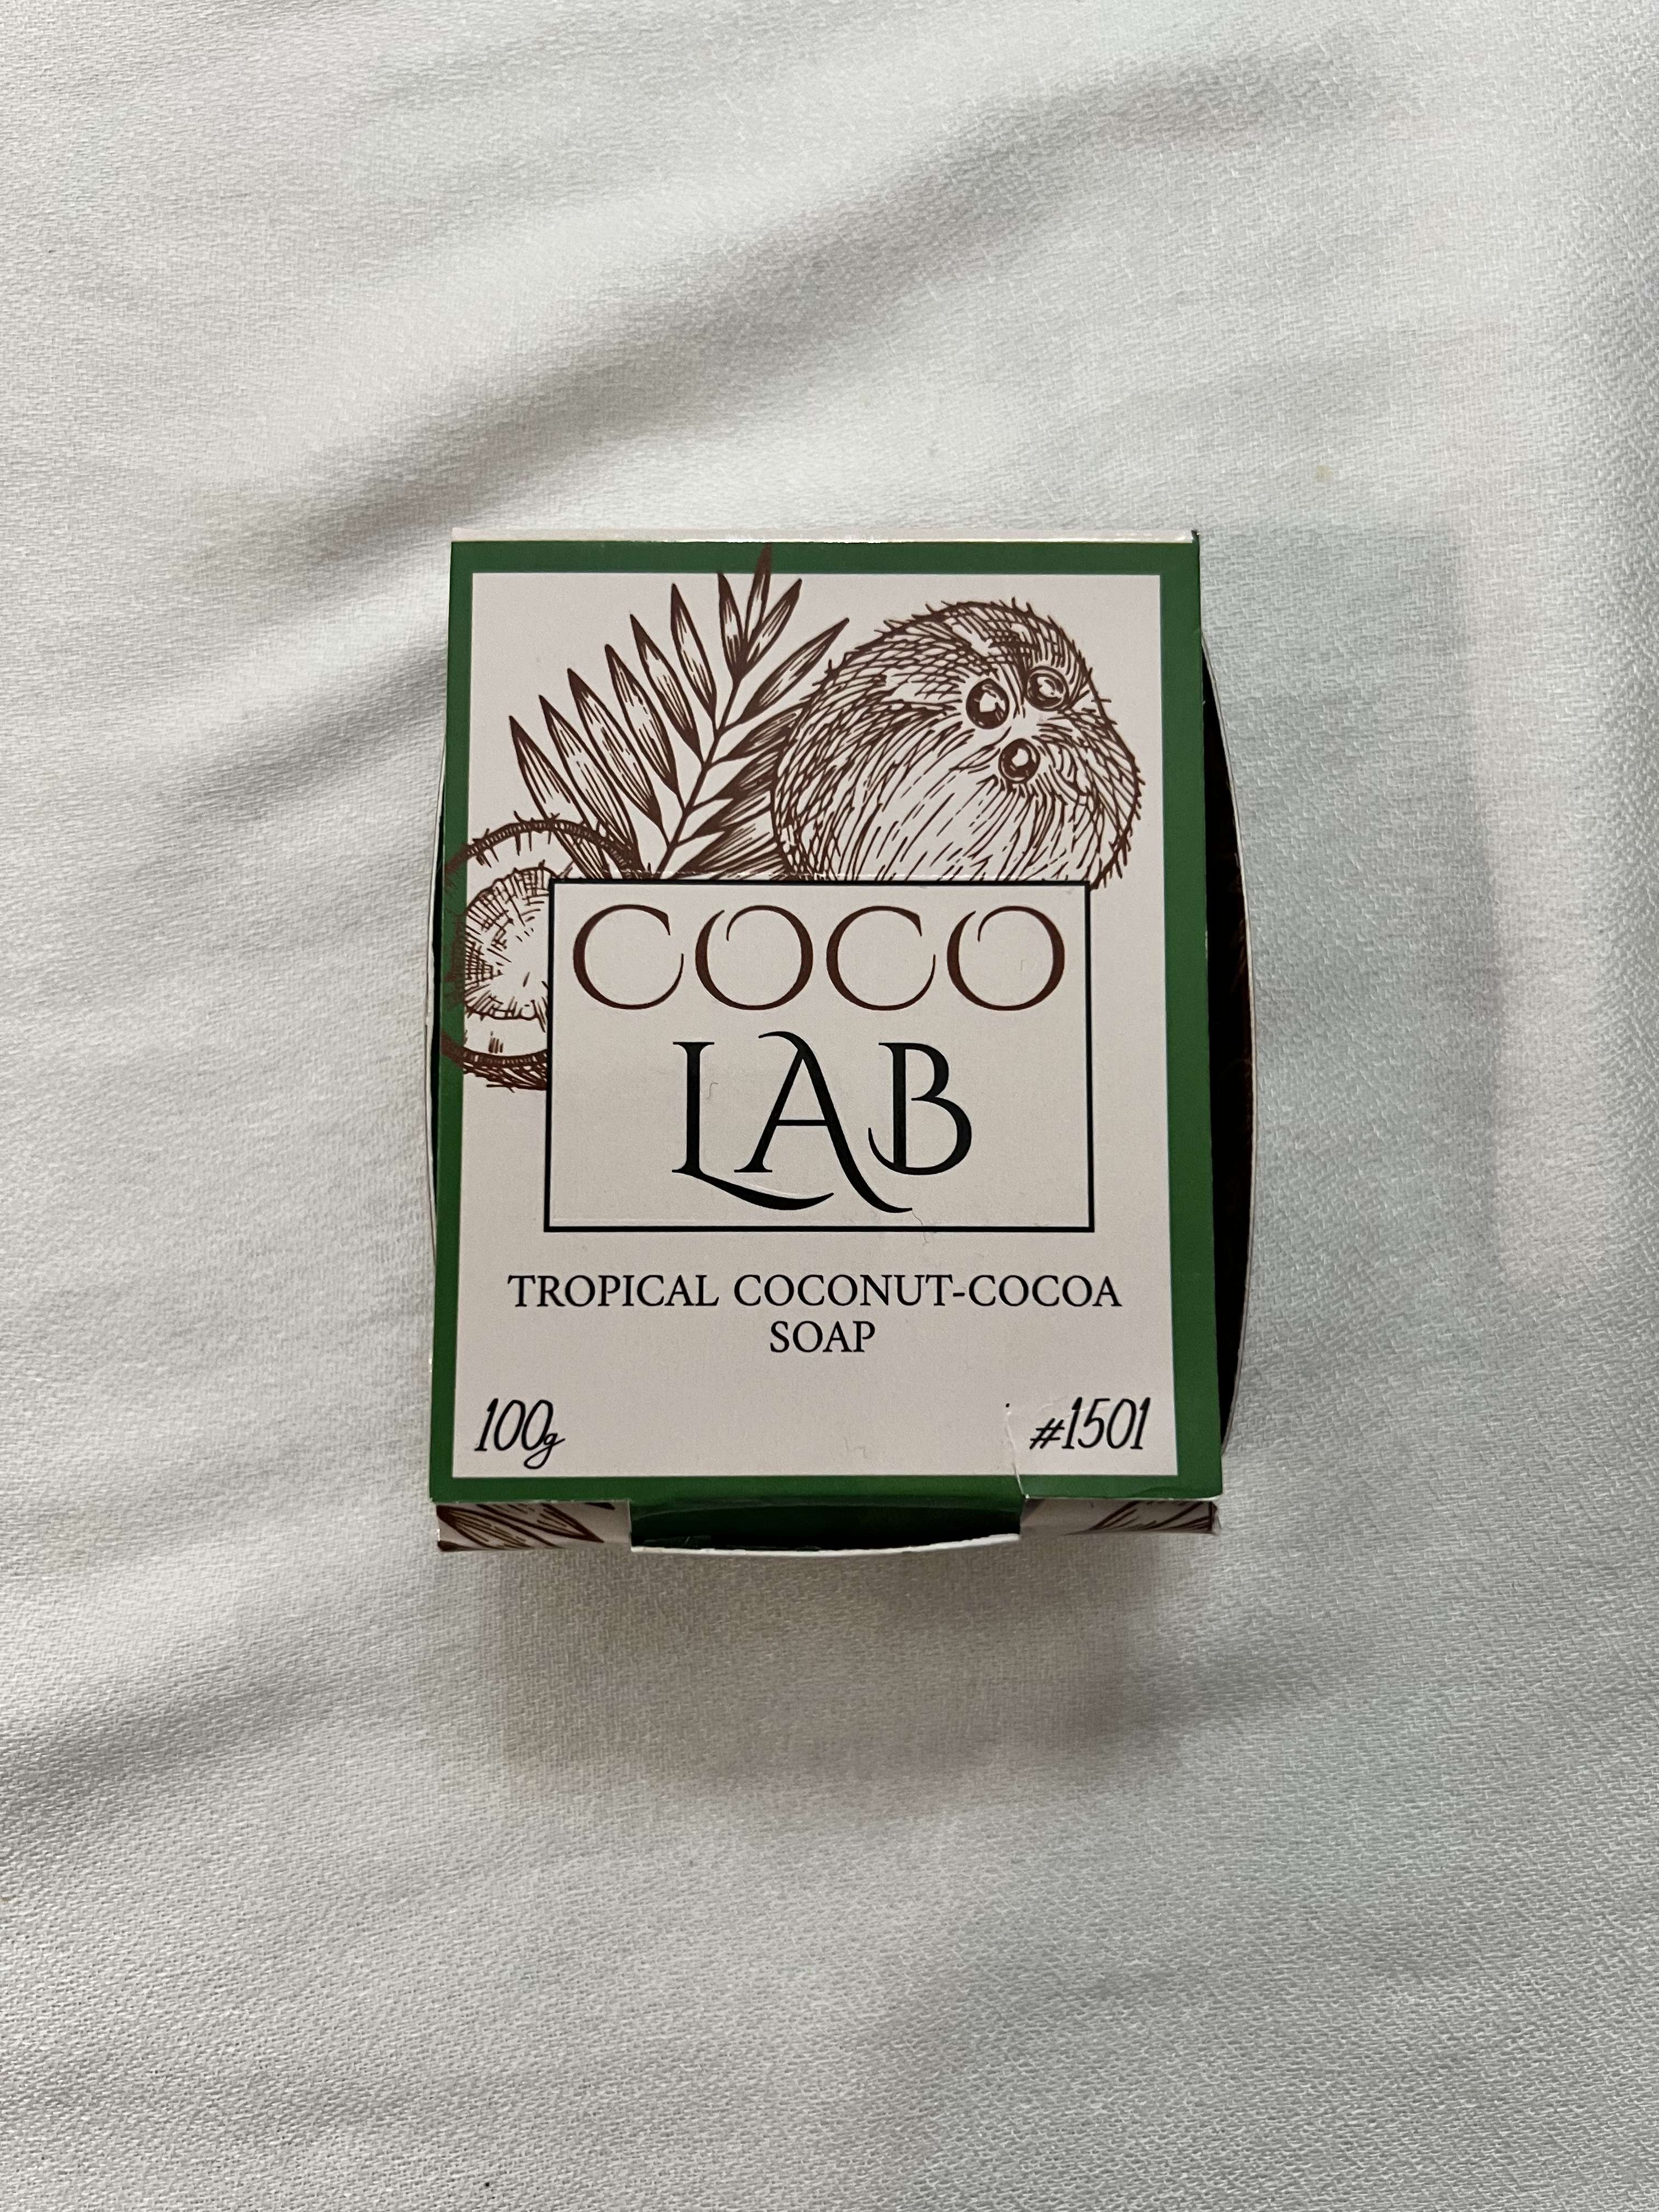 COCO
LAB
TROPICAL COCONUT-COCOA
SOAP
100g
#1501